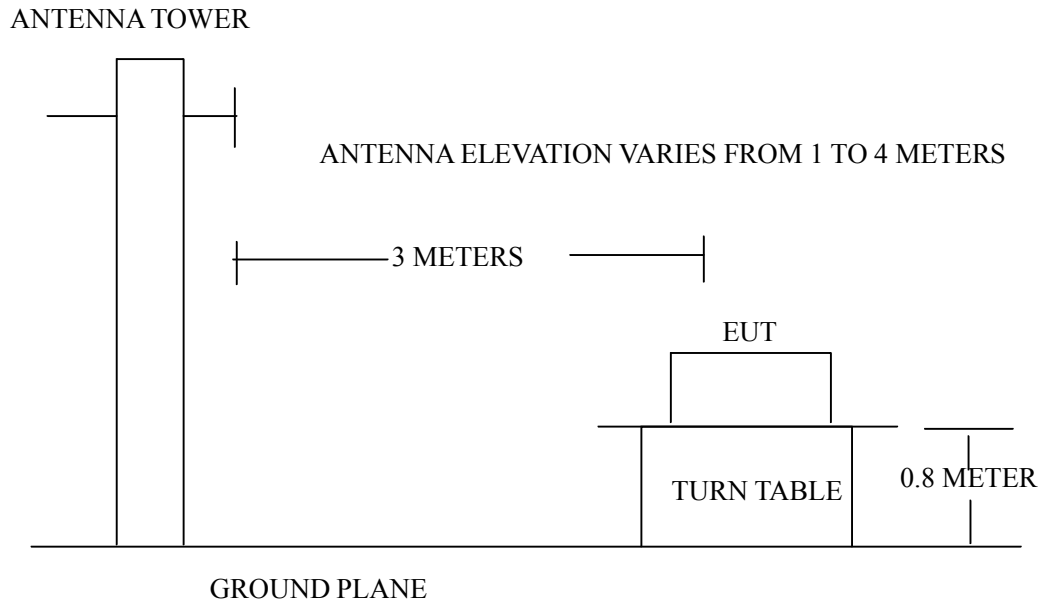 ANTENNA TOWER
ANTENNA ELEVATION VARIES FROM 1 TO 4 METERS
3 METERS
EUT
TURN TABLE
0.8 METER
GROUND PLANE